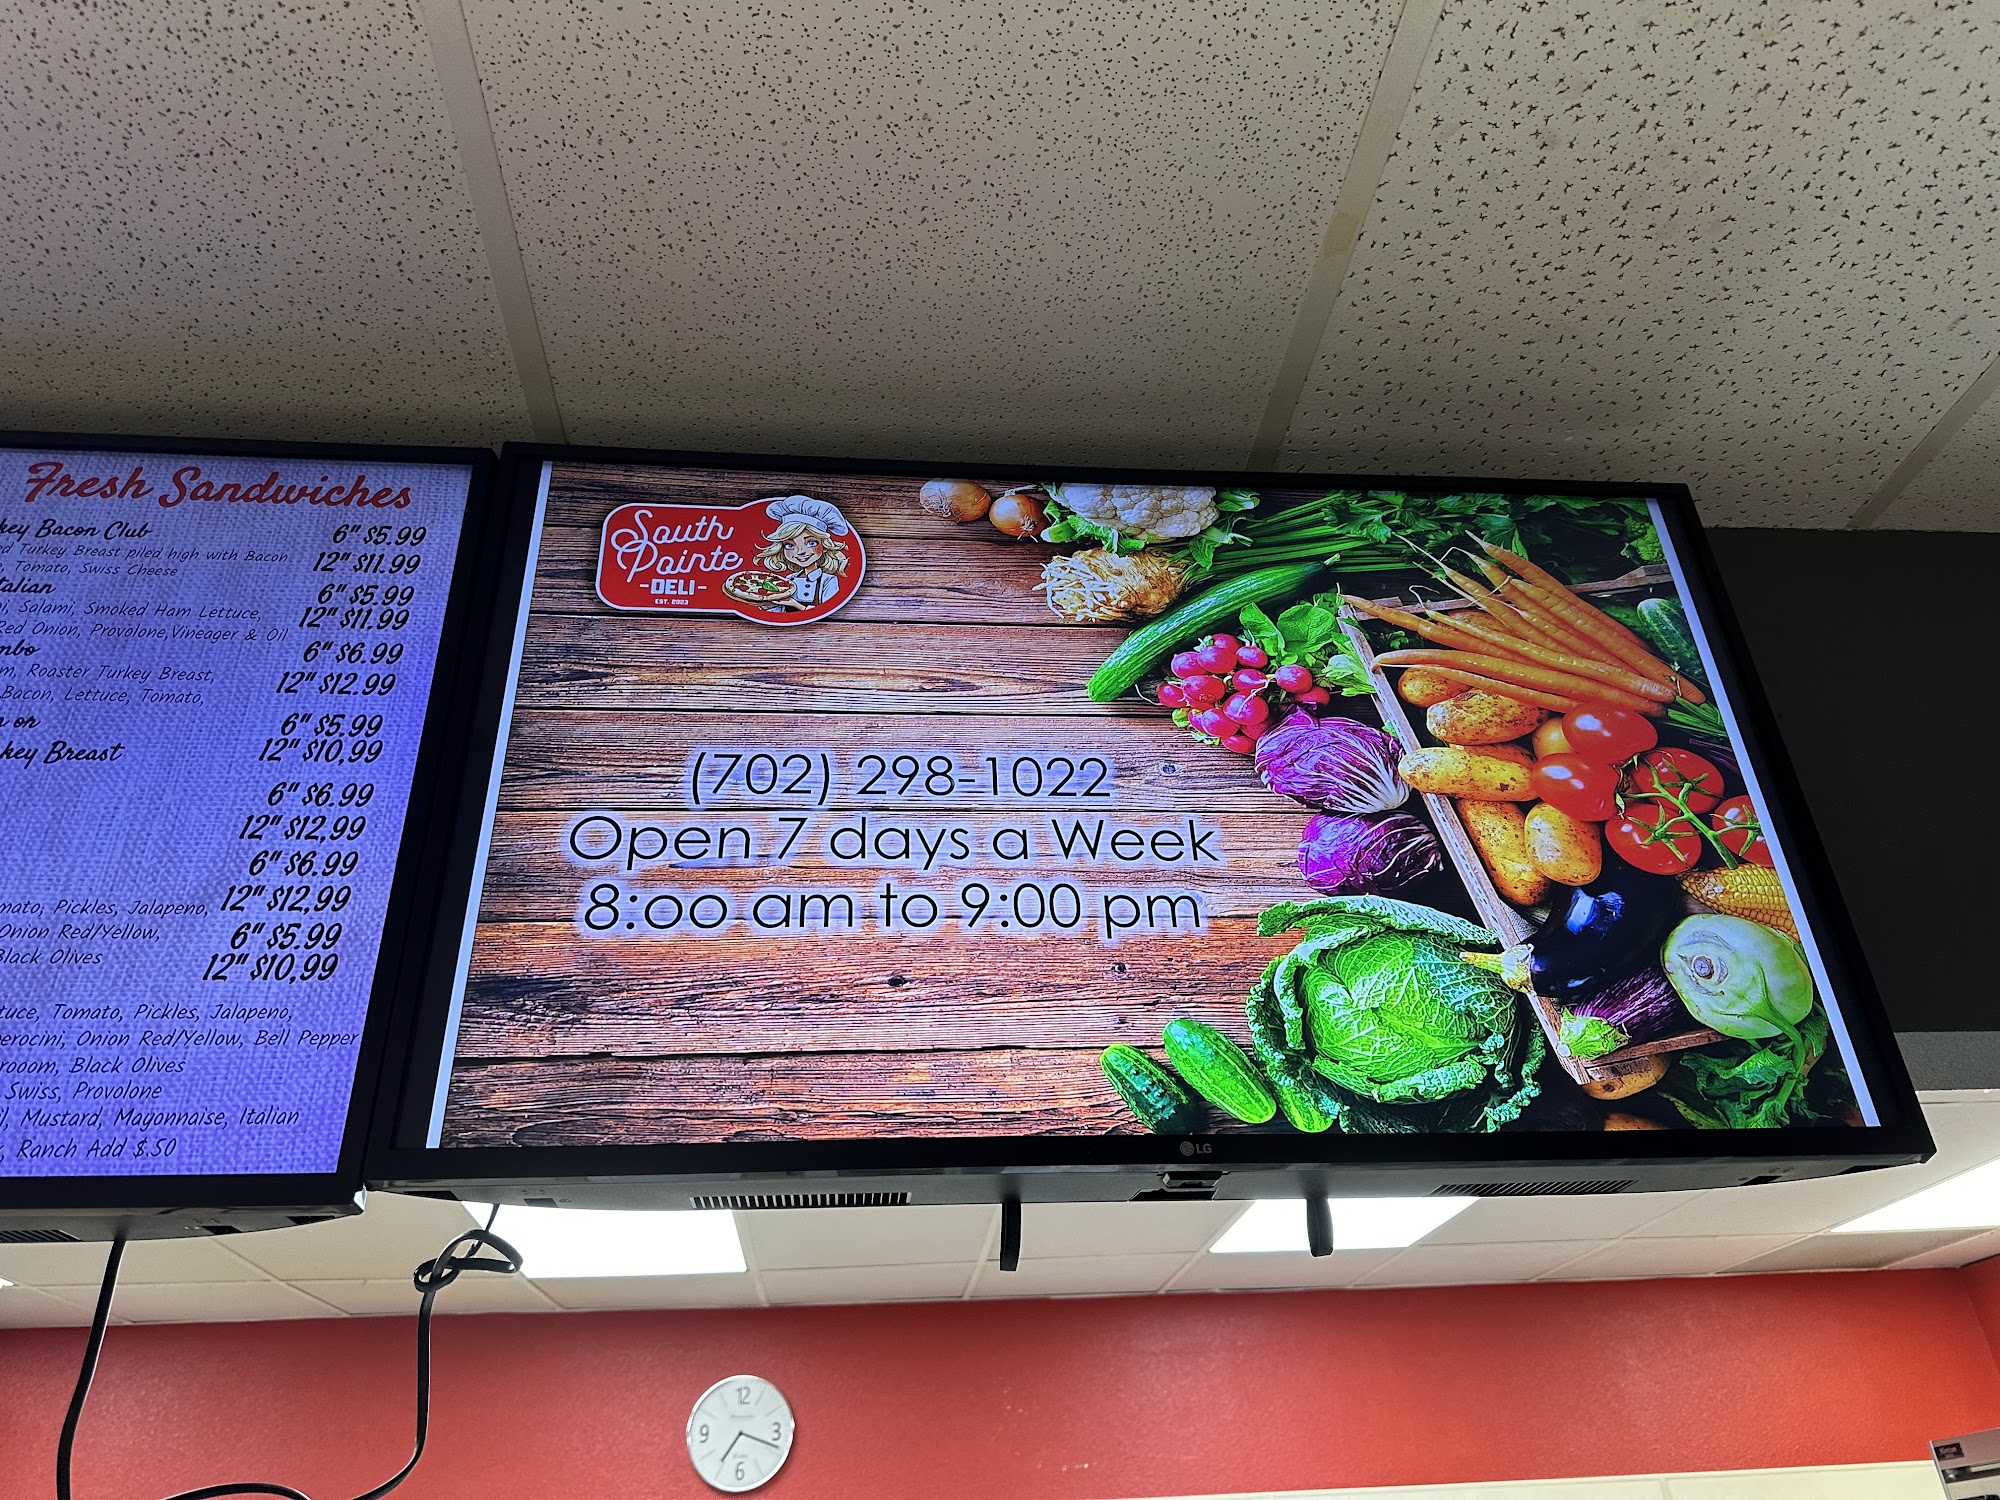 Fresh Sandwiches
key Bacon Club 6" $5.99
ed Turkey Breast piled high with Bacon 12" $11.99
, Tomato, Swiss Cheese
talian 6" $5.99
i, Salami, Smoked Ham Lettuce, 12" $11.99
Red Onion, Provolone,Vineager & Oil
mbo 6" $6.99
m, Roaster Turkey Breast, 12" $12.99
Bacon, Lettuce, Tomato,
or 6" $5.99
key Breast 12" $10,99
6" $6.99
12" $12,99
6" $6.99
mato, Pickles, Jalapeno, 12" $12,99
Onion Red/Yellow, 6" $5.99
Black Olives 12" $10,99
tuce, Tomato, Pickles, Jalapeno,
erocini, Onion Red/Yellow, Bell Pepper
rooom, Black Olives
Swiss, Provolone
l, Mustard, Mayonnaise, Italian
, Ranch Add $.50
South
Pointe
-DELI-
EST. 2023
(702) 298-1022
Open 7 days a Week
8:oo am to 9:00 pm
LG
12
9 3
6